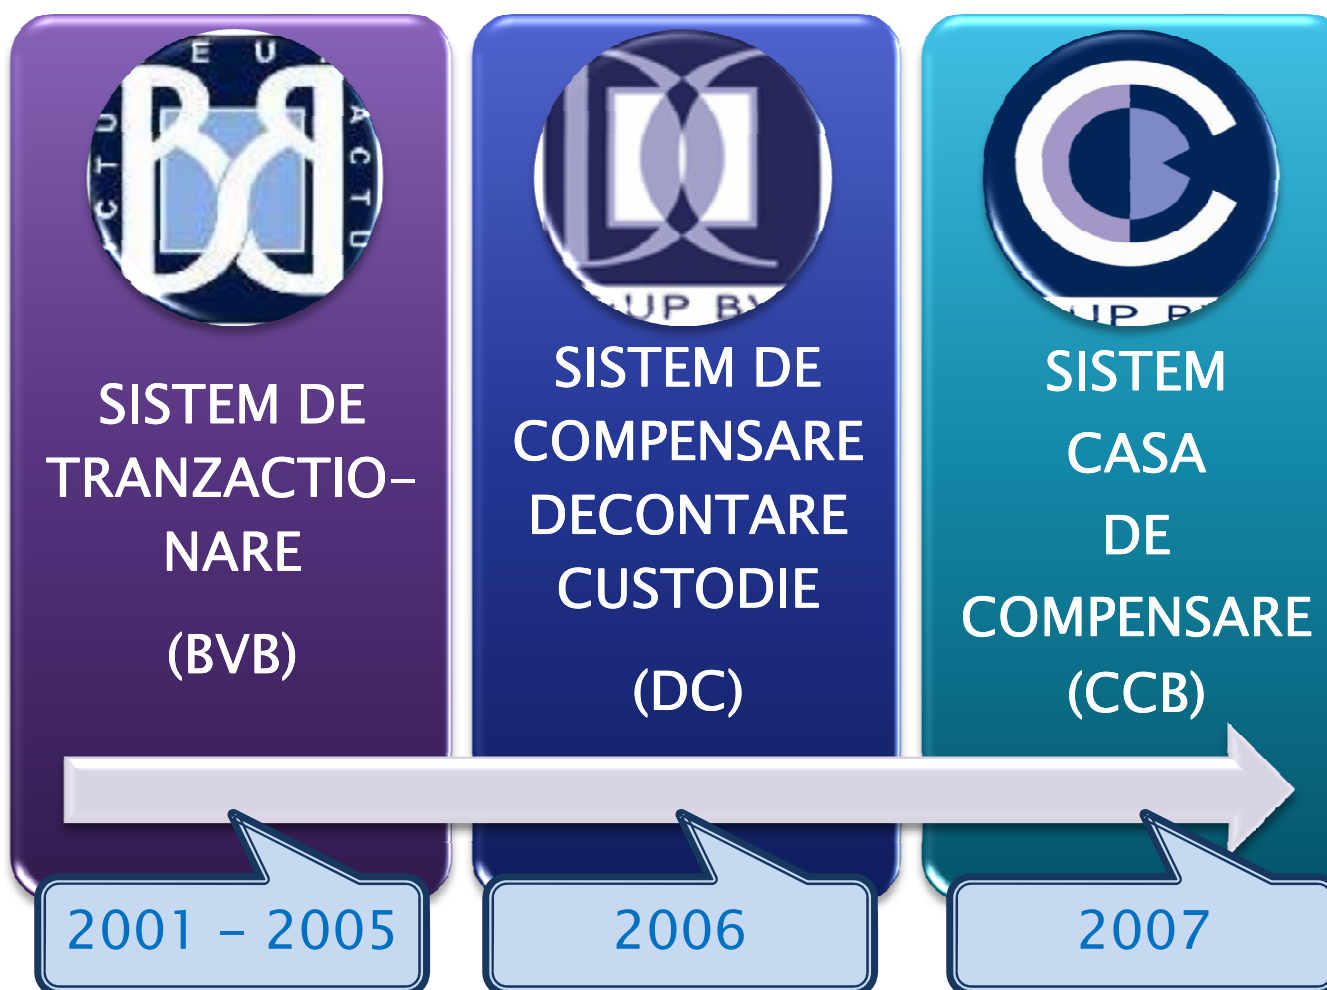 SISTEM DE
TRANZACTIO-
NARE
(BVB)
SISTEM DE
COMPENSARE
DECONTARE
CUSTODIE
(DC)
SISTEM
CASA
DE
COMPENSARE
(CCB)
2001 – 2005
2006
2007